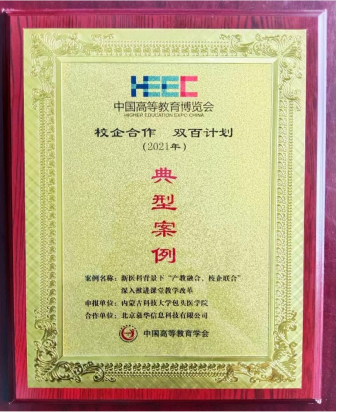 HEEC
中国高等教育博览会
HIGHER EDUCATION EXPO CHINA
校企合作 双百计划
(2021年)
典型案例
案例名称：新医科背景下“产教融合、校企联合”
深入推进课堂教学改革
申报单位：内蒙古科技大学包头医学院
合作单位：北京嘉华信息科技有限公司
中国高等教育学会